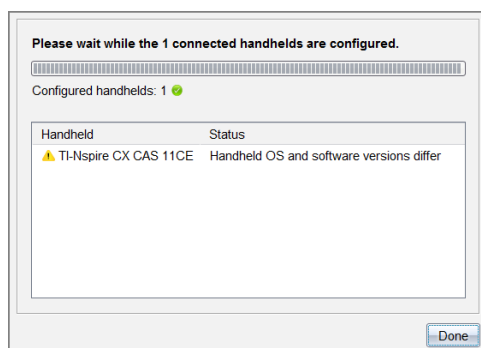 Please wait while the 1 connected handhelds are configured.
Configured handhelds: 1
Handheld Status
TI-Nspire CX CAS 11CE Handheld OS and software versions differ
Done